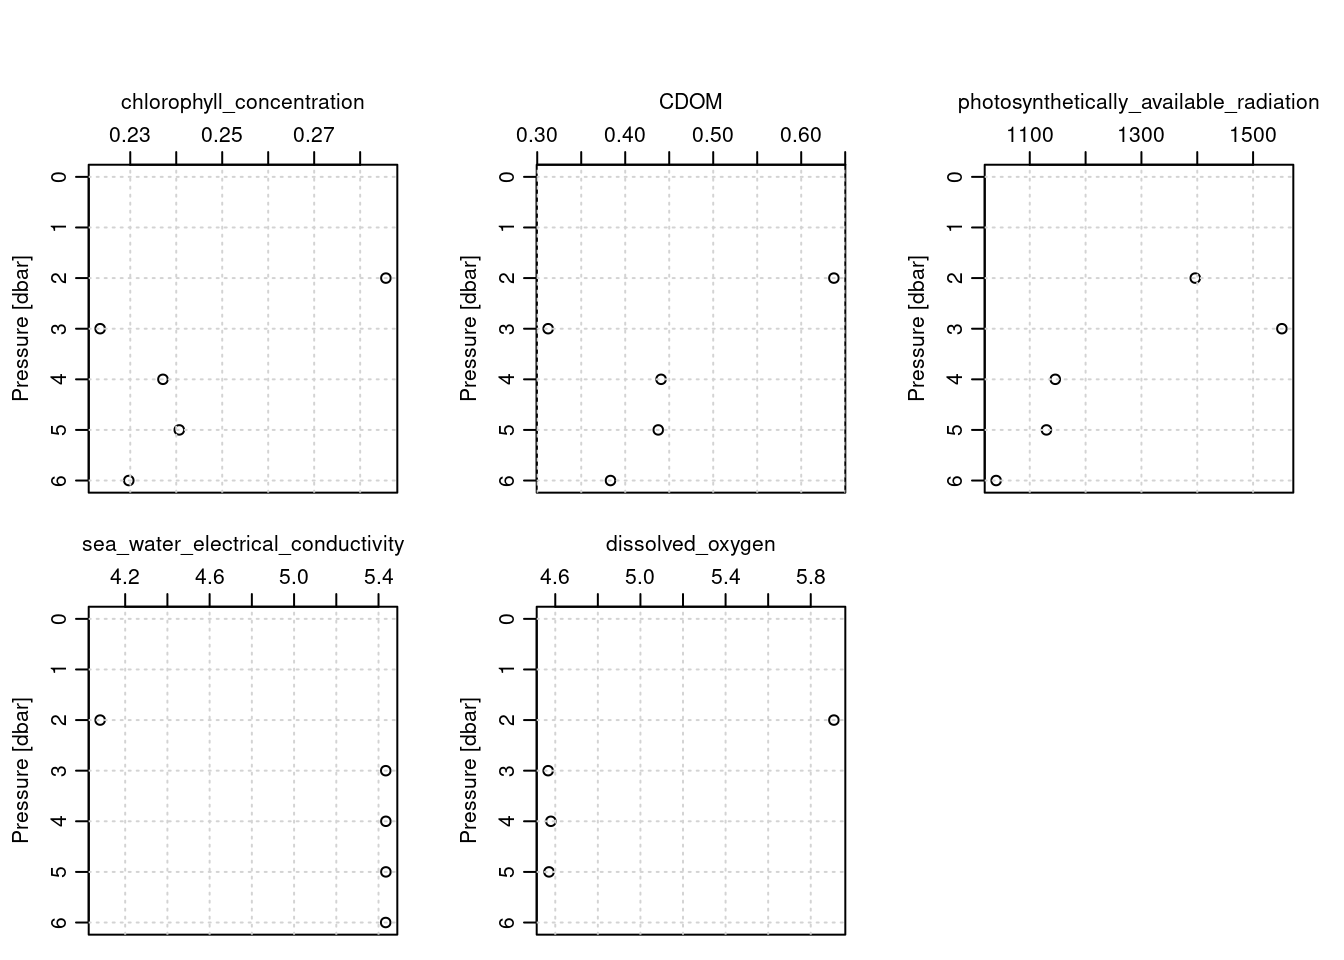 chlorophyll_concentration
0.23 0.25 0.27
0
1
2
3
4
5
6
Pressure [dbar]
CDOM
0.30 0.40 0.50 0.60
0
1
2
3
4
5
6
Pressure [dbar]
photosynthetically_available_radiation
1100 1300 1500
0
1
2
3
4
5
6
Pressure [dbar]
sea_water_electrical_conductivity
4.2 4.6 5.0 5.4
0
1
2
3
4
5
6
Pressure [dbar]
dissolved_oxygen
4.6 5.0 5.4 5.8
0
1
2
3
4
5
6
Pressure [dbar]